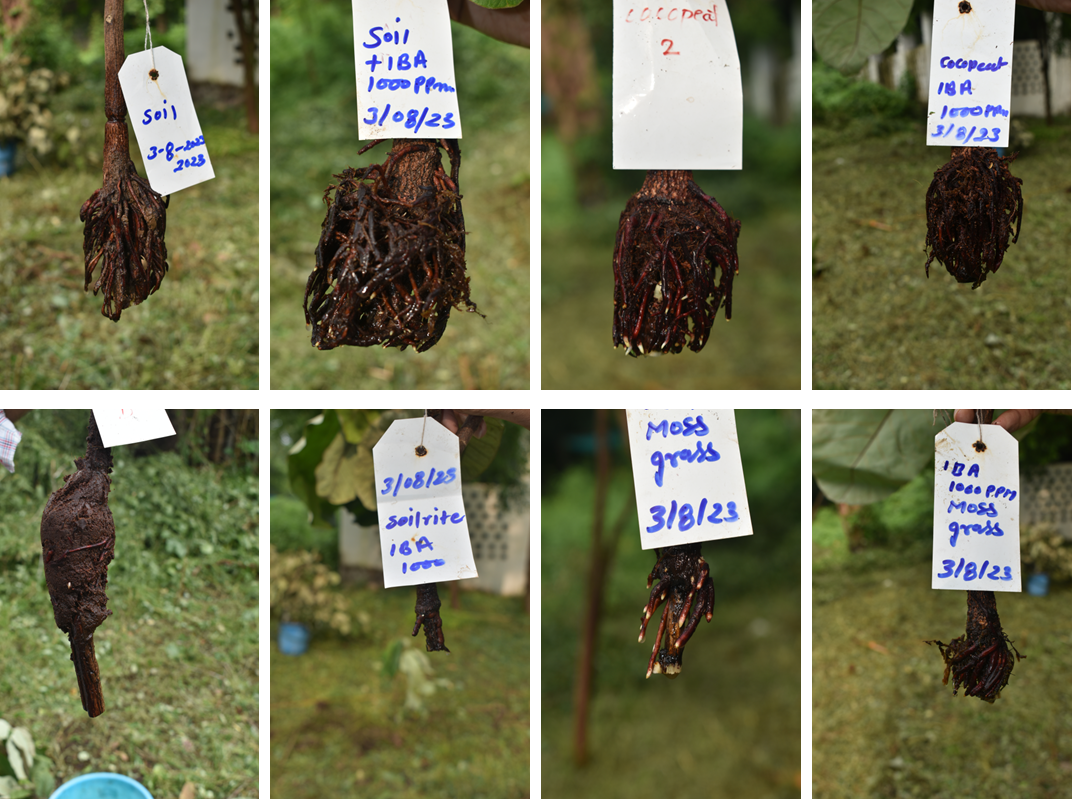 soil
3-8-2023
2023
Soil
+ IBA
1000 PPm
3/08/23
cocopeat
2
cocopeat
IBA
1000 PPm
3/8/23
3/08/23
soilrite
IBA
1000
Moss
grass
3/8/23
IBA
1000 P.PM
Moss
grass
3/8/23